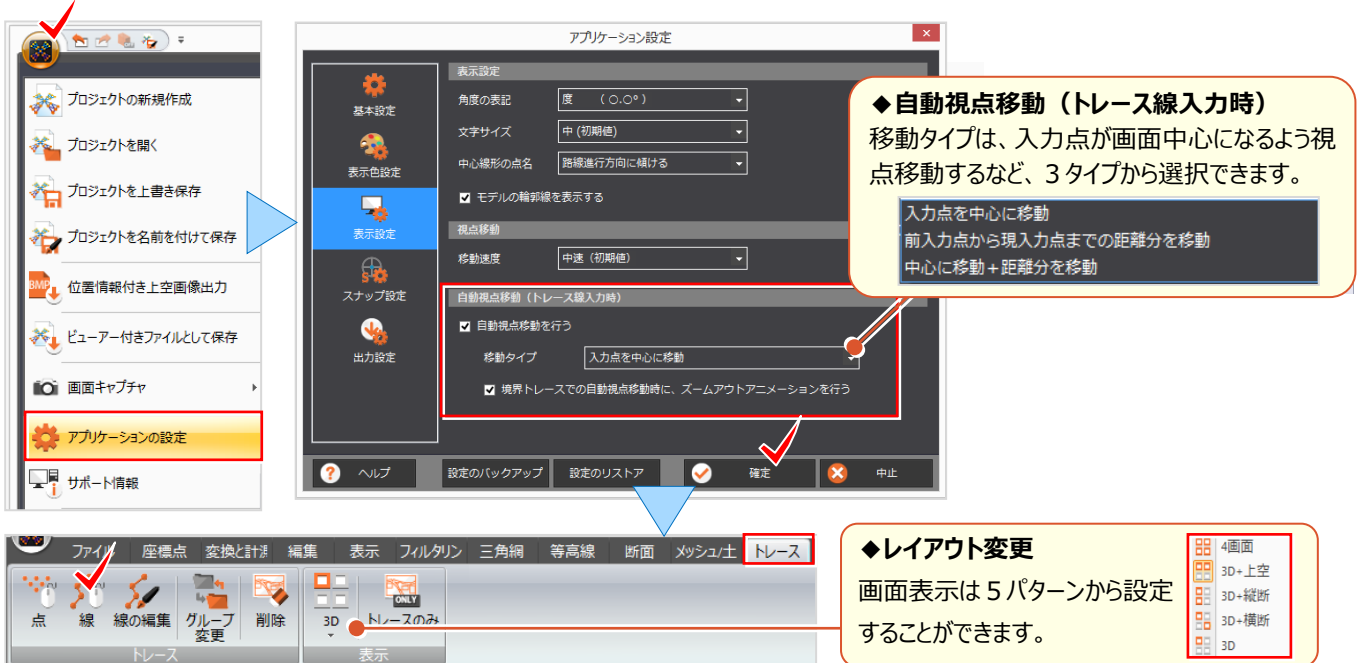 プロジェクトの新規作成
プロジェクトを開く
プロジェクトを上書き保存
プロジェクトを名前を付けて保存
BMP
位置情報付き上空画像出力
ビューアー付きファイルとして保存
画面キャプチャ
アプリケーションの設定
サポート情報
アプリケーション設定
基本設定
表示色設定
表示設定
スナップ設定
出力設定
表示設定
角度の表記
度 (○.○°)
文字サイズ
中 (初期値)
中心線形の点名
路線進行方向に傾ける
モデルの輪郭線を表示する
視点移動
移動速度
中速 (初期値)
自動視点移動 (トレース線入力時)
自動視点移動を行う
移動タイプ
入力点を中心に移動
境界トレースでの自動視点移動時に、ズームアウトアニメーションを行う
ヘルプ
設定のバックアップ
設定のリストア
確定
中止
◆自動視点移動（トレース線入力時）
移動タイプは、入力点が画面中心になるよう視
点移動するなど、３タイプから選択できます。
入力点を中心に移動
前入力点から現入力点までの距離分を移動
中心に移動+距離分を移動
ファイル 座標点 変換と計測 編集 表示 フィルタリン 三角網 等高線 断面 メッシュ/土 トレース
点
線
線の編集
グループ
変更
削除
トレース
3D
ONLY
トレースのみ
表示
◆レイアウト変更
画面表示は５パターンから設定
することができます。
4画面
3D+上空
3D+縦断
3D+横断
3D